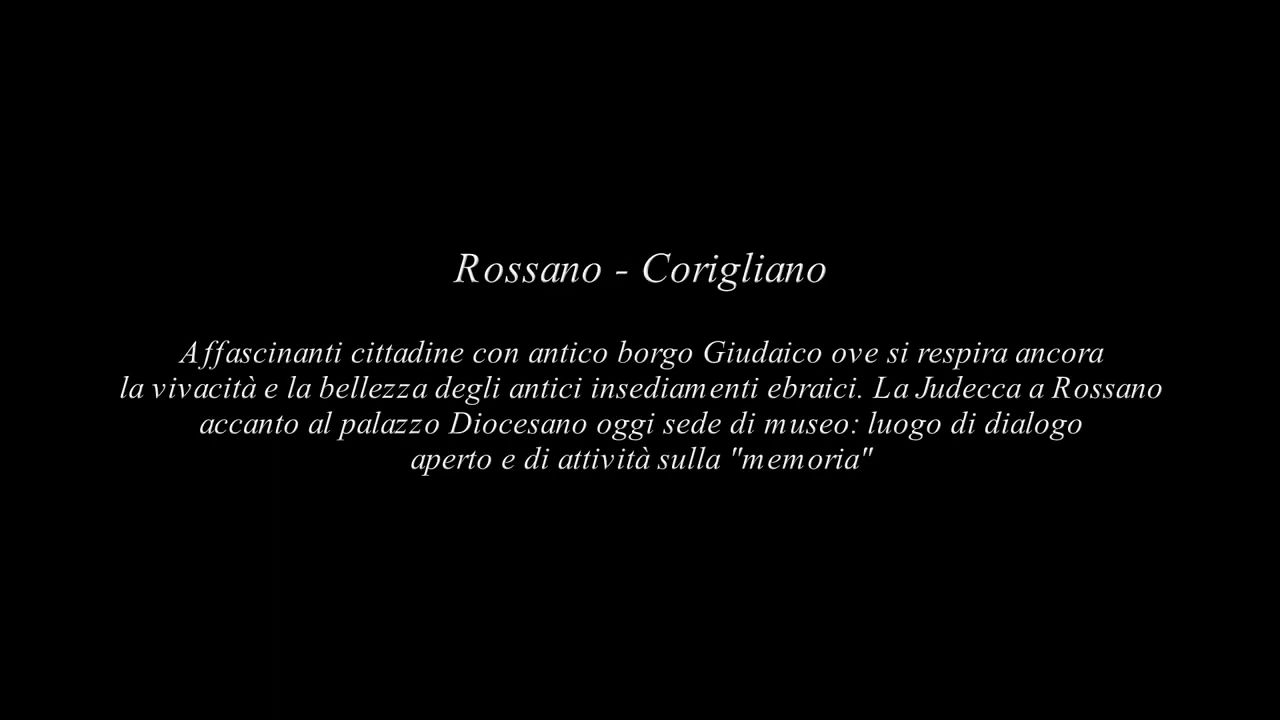 Rossano - Corigliano
Affascinanti cittadine con antico borgo Giudaico ove si respira ancora
la vivacità e la bellezza degli antici insediamenti ebraici. La Judecca a Rossano
accanto al palazzo Diocesano oggi sede di museo: luogo di dialogo
aperto e di attività sulla "memoria"